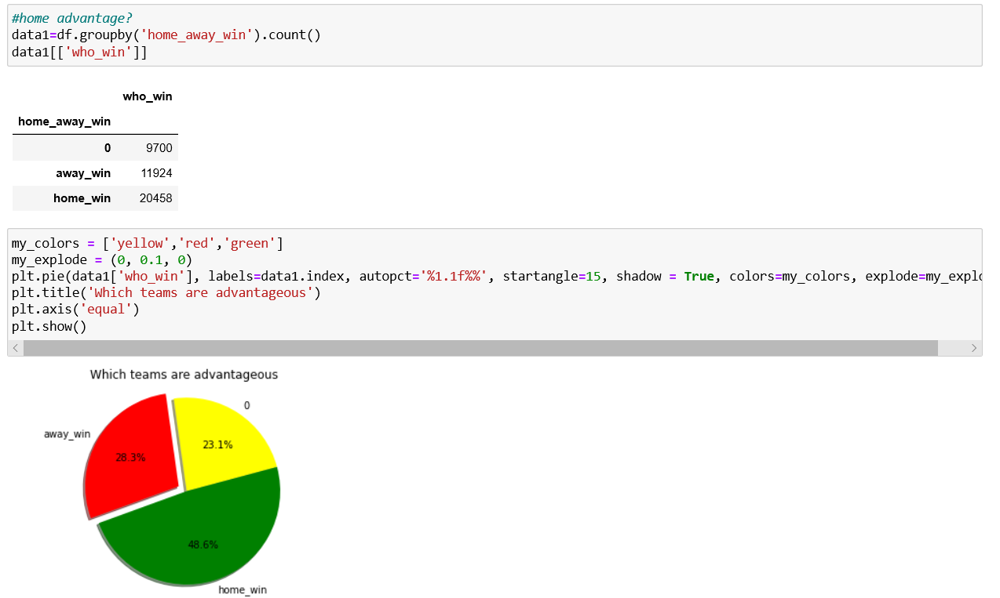 #home advantage?
data1=df.groupby('home_away_win').count()
data1[['who_win']]
who_win
home_away_win
0 9700
away_win 11924
home_win 20458
my_colors = ['yellow','red','green']
my_explode = (0, 0.1, 0)
plt.pie(data1['who_win'], labels=data1.index, autopct='%1.1f%%', startangle=15, shadow = True, colors=my_colors, explode=my_explo
plt.title('Which teams are advantageous')
plt.axis('equal')
plt.show()
Which teams are advantageous
0
away_win
23.1%
28.3%
48.6%
home_win